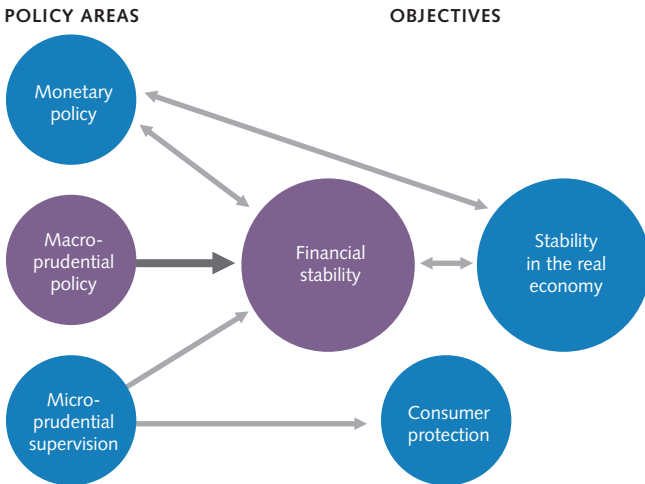 POLICY AREAS
OBJECTIVES
Monetary
policy
Macro-
prudential
policy
Financial
stability
Stability
in the real
economy
Micro-
prudential
supervision
Consumer
protection